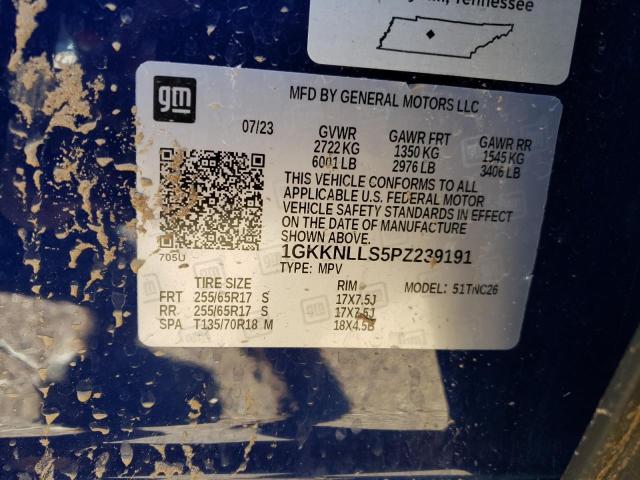 Tennessee
gm
MFD BY GENERAL MOTORS LLC
07/23
GVWR
2722 KG
6001 LB
GAWR FRT
1350 KG
2976 LB
GAWR RR
1545 KG
3406 LB
THIS VEHICLE CONFORMS TO ALL
APPLICABLE U.S. FEDERAL MOTOR
VEHICLE SAFETY STANDARDS IN EFFECT
ON THE DATE OF MANUFACTURE
SHOWN ABOVE.
705U
1GKKNLLS5PZ239191
TYPE: MPV
MODEL: 51TNC26
TIRE SIZE
RIM
FRT 255/65R17 S 17X7.5J
RR 255/65R17 S 17X7.5J
SPA T135/70R18 M 18X4.5B